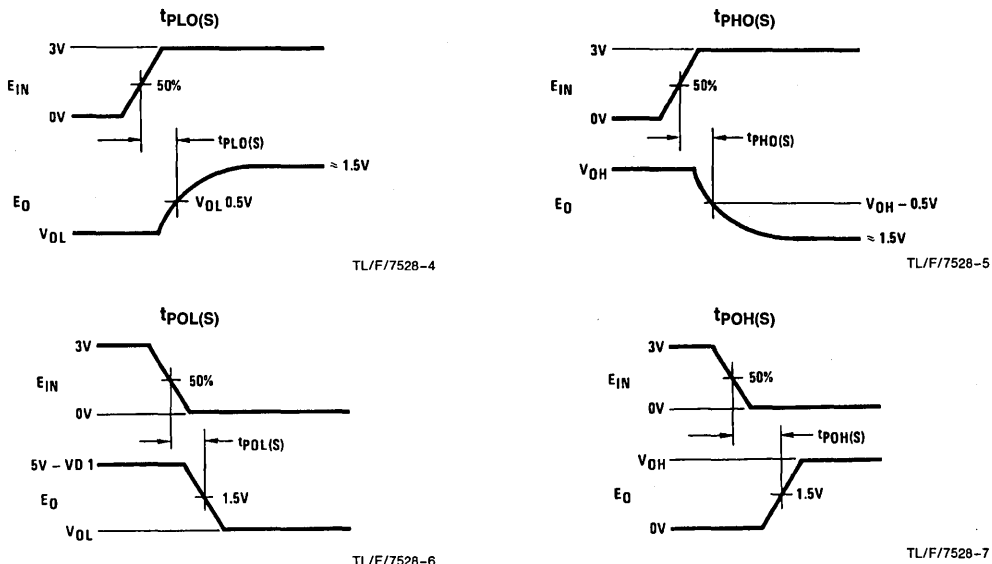 tPLO(S)
3V
EIN
50%
0V
tPLO(S)
≈ 1.5V
EO
VOL 0.5V
VOL
TL/F/7528-4
tPHO(S)
3V
EIN
50%
0V
tPHO(S)
VOH
EO
VOH – 0.5V
≈ 1.5V
TL/F/7528-5
tPOL(S)
3V
EIN
50%
0V
tPOL(S)
5V – VD 1
EO
1.5V
VOL
TL/F/7528-6
tPOH(S)
3V
EIN
50%
0V
tPOH(S)
VOH
EO
1.5V
0V
TL/F/7528-7